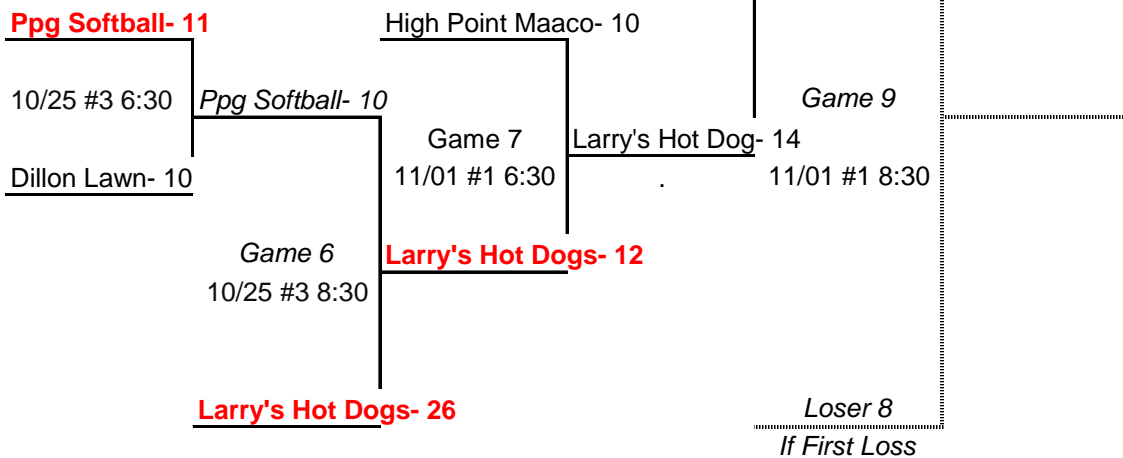 Ppg Softball- 11
High Point Maaco- 10
10/25 #3 6:30
Ppg Softball- 10
Game 9
Game 7
Larry's Hot Dog- 14
Dillon Lawn- 10
11/01 #1 6:30
.
11/01 #1 8:30
Game 6
Larry's Hot Dogs- 12
10/25 #3 8:30
Larry's Hot Dogs- 26
Loser 8
If First Loss